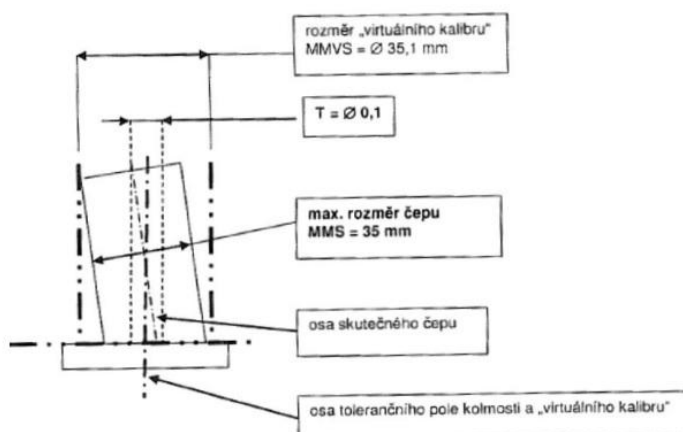 rozměr „virtuálního kalibru"
MMVS = Ø 35,1 mm
T = Ø 0,1
max. rozměr čepu
MMS = 35 mm
osa skutečného čepu
osa tolerančního pole kolmosti a „virtuálního kalibru"